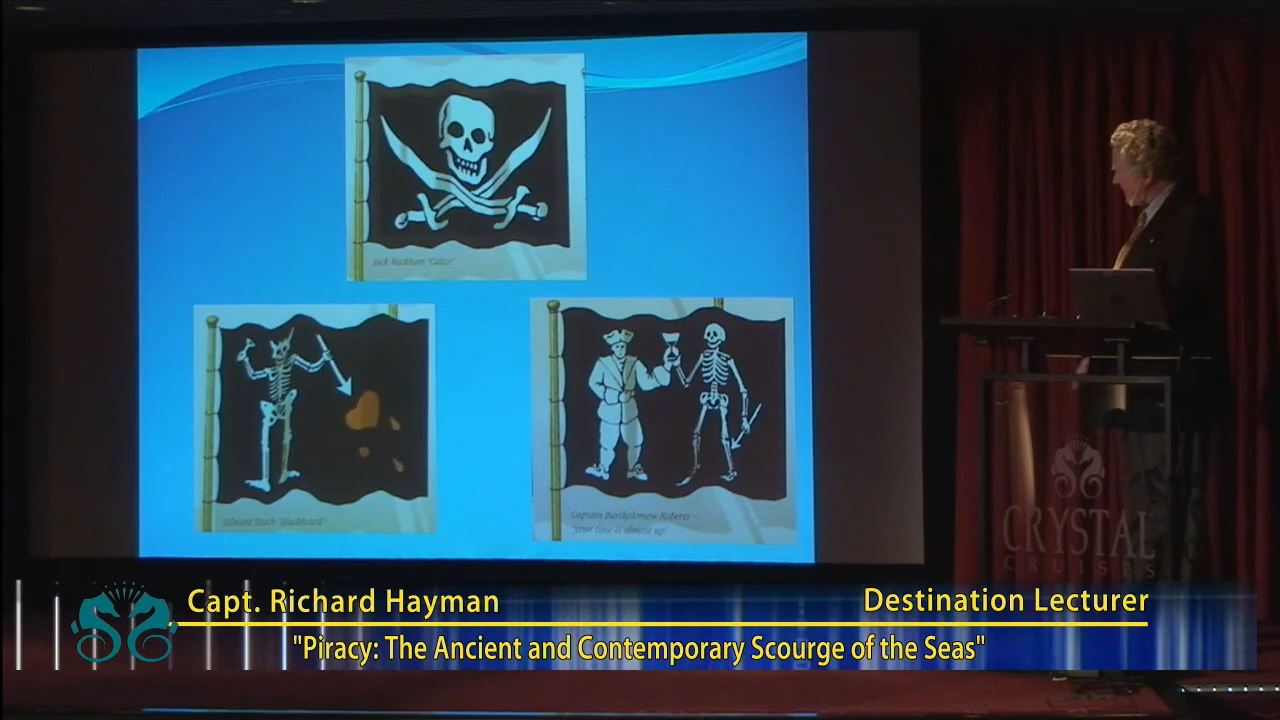 Jack Rackham 'Calico'
Edward Teach 'Blackbeard'
Captain Bartholomew Roberts -
"your time is almost up"
CRYSTAL
CRUISES
Capt. Richard Hayman
Destination Lecturer
"Piracy: The Ancient and Contemporary Scourge of the Seas"